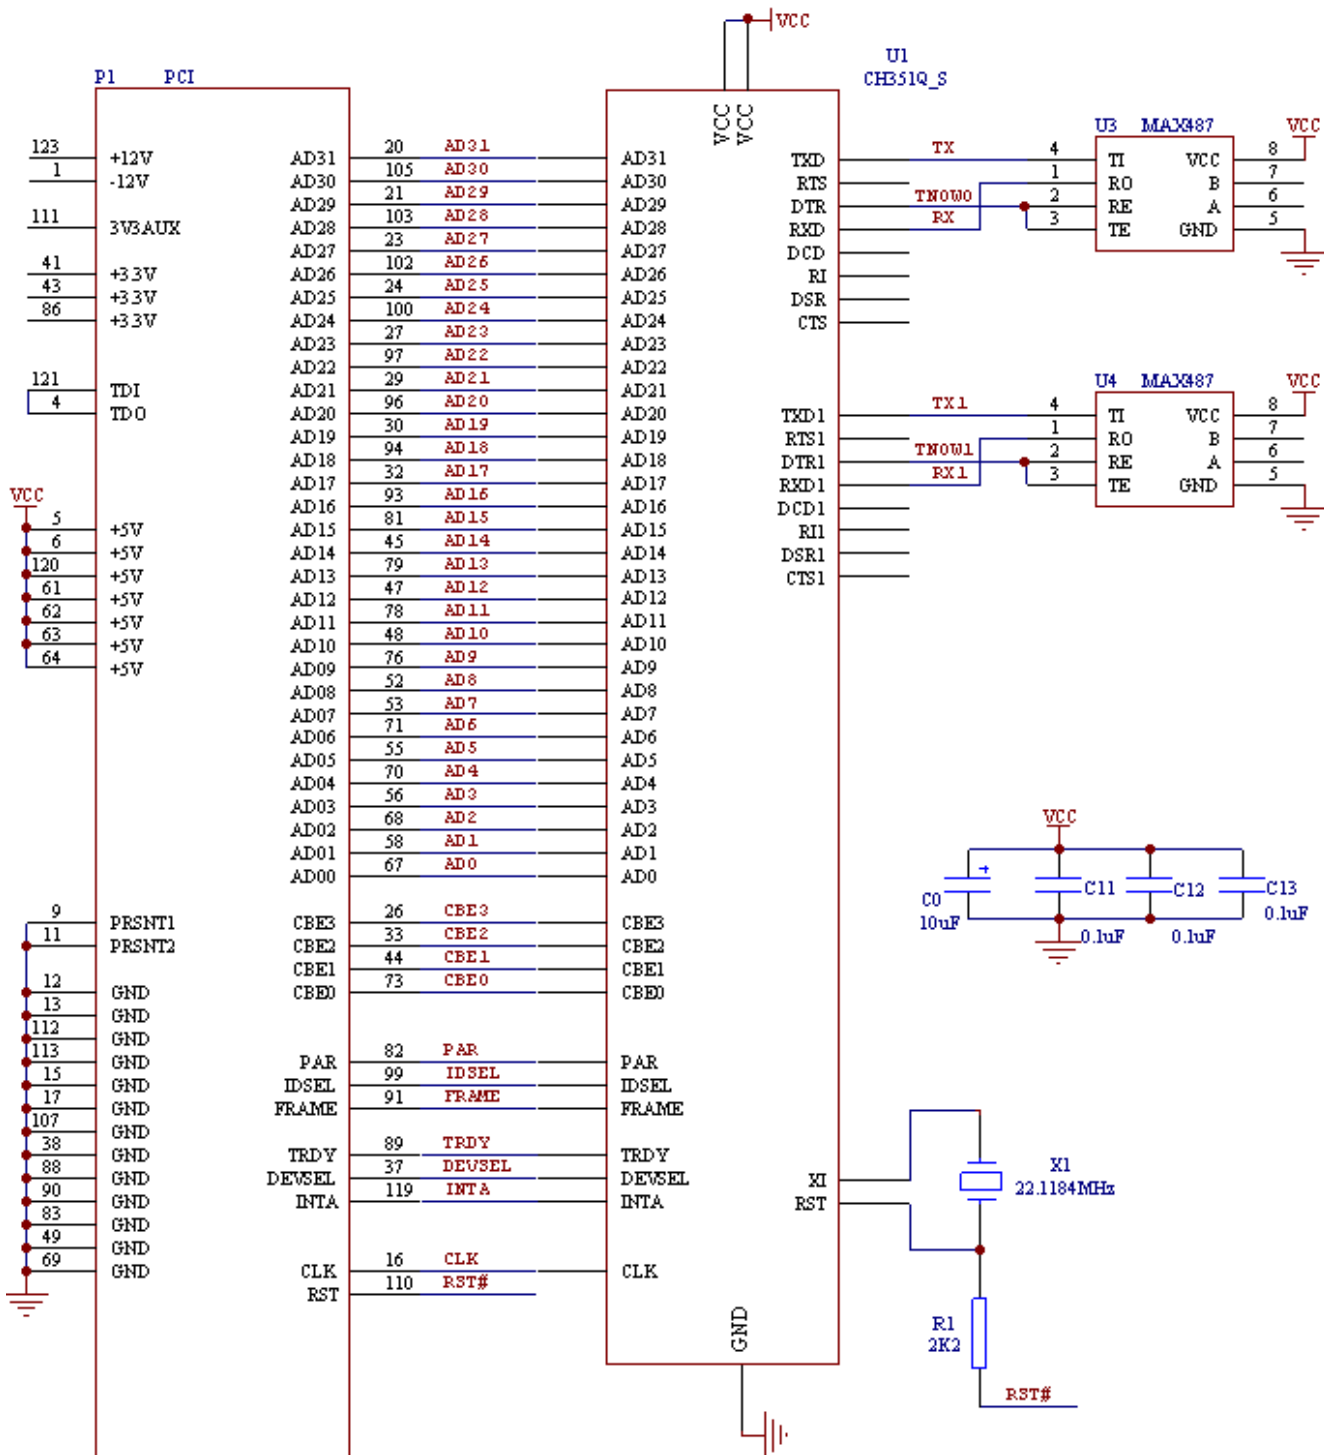 VCC
U1
CH351Q_S
P1 PCI
VCC
VCC
123 +12V
1 -12V
111 3V3AUX
41 +3.3V
43 +3.3V
86 +3.3V
121 TDI
4 TDO
VCC
5 +5V
6 +5V
120 +5V
61 +5V
62 +5V
63 +5V
64 +5V
9 PRSNT1
11 PRSNT2
12 GND
13 GND
112 GND
113 GND
15 GND
17 GND
107 GND
38 GND
88 GND
90 GND
83 GND
49 GND
69 GND
AD31 20 AD31 AD31
AD30 105 AD30 AD30
AD29 21 AD29 AD29
AD28 103 AD28 AD28
AD27 23 AD27 AD27
AD26 102 AD26 AD26
AD25 24 AD25 AD25
AD24 100 AD24 AD24
AD23 27 AD23 AD23
AD22 97 AD22 AD22
AD21 29 AD21 AD21
AD20 96 AD20 AD20
AD19 30 AD19 AD19
AD18 94 AD18 AD18
AD17 32 AD17 AD17
AD16 93 AD16 AD16
AD15 81 AD15 AD15
AD14 45 AD14 AD14
AD13 79 AD13 AD13
AD12 47 AD12 AD12
AD11 78 AD11 AD11
AD10 48 AD10 AD10
AD09 76 AD9 AD9
AD08 52 AD8 AD8
AD07 53 AD7 AD7
AD06 71 AD6 AD6
AD05 55 AD5 AD5
AD04 70 AD4 AD4
AD03 56 AD3 AD3
AD02 68 AD2 AD2
AD01 58 AD1 AD1
AD00 67 AD0 AD0
CBE3 26 CBE3 CBE3
CBE2 33 CBE2 CBE2
CBE1 44 CBE1 CBE1
CBE0 73 CBE0 CBE0
PAR 82 PAR PAR
IDSEL 99 IDSEL IDSEL
FRAME 91 FRAME FRAME
TRDY 89 TRDY TRDY
DEVSEL 37 DEVSEL DEVSEL
INTA 119 INTA INTA
CLK 16 CLK CLK
RST 110 RST#
GND
U3 MAX487 VCC
TXD TX 4 TI VCC 8
RTS 1 RO B 7
DTR TNOW0 2 RE A 6
RXD RX 3 TE GND 5
DCD
RI
DSR
CTS
U4 MAX487 VCC
TXD1 TX1 4 TI VCC 8
RTS1 1 RO B 7
DTR1 TNOW1 2 RE A 6
RXD1 RX1 3 TE GND 5
DCD1
RI1
DSR1
CTS1
VCC
+
C0 C11 C12 C13
10uF 0.1uF 0.1uF 0.1uF
XI X1
RST 22.1184MHz
R1
2K2
RST#